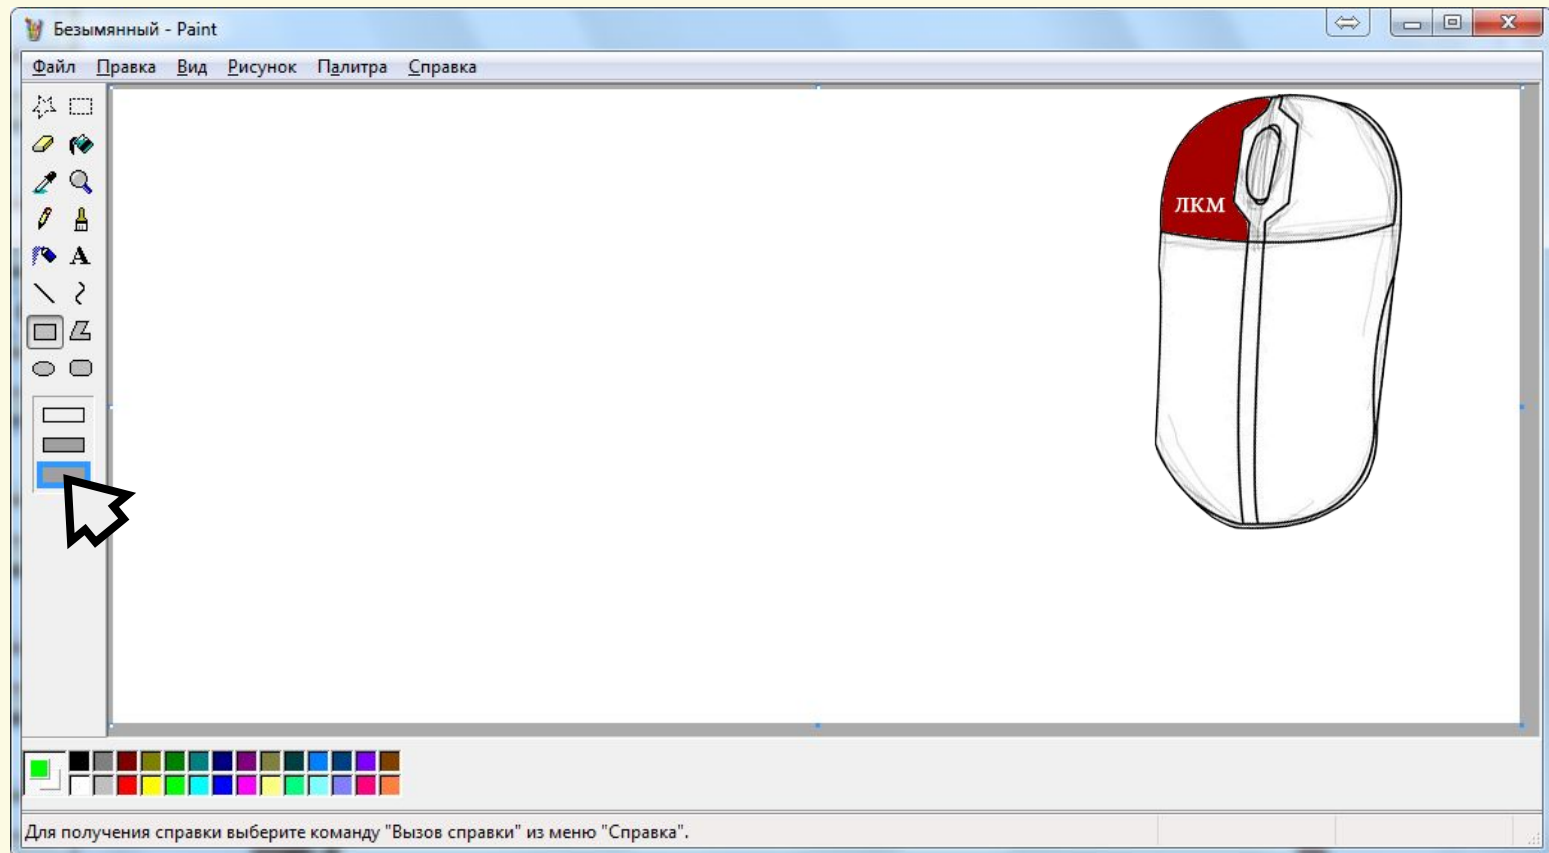 Безымянный - Paint
Файл Правка Вид Рисунок Палитра Справка
A
ЛКМ
Для получения справки выберите команду "Вызов справки" из меню "Справка".